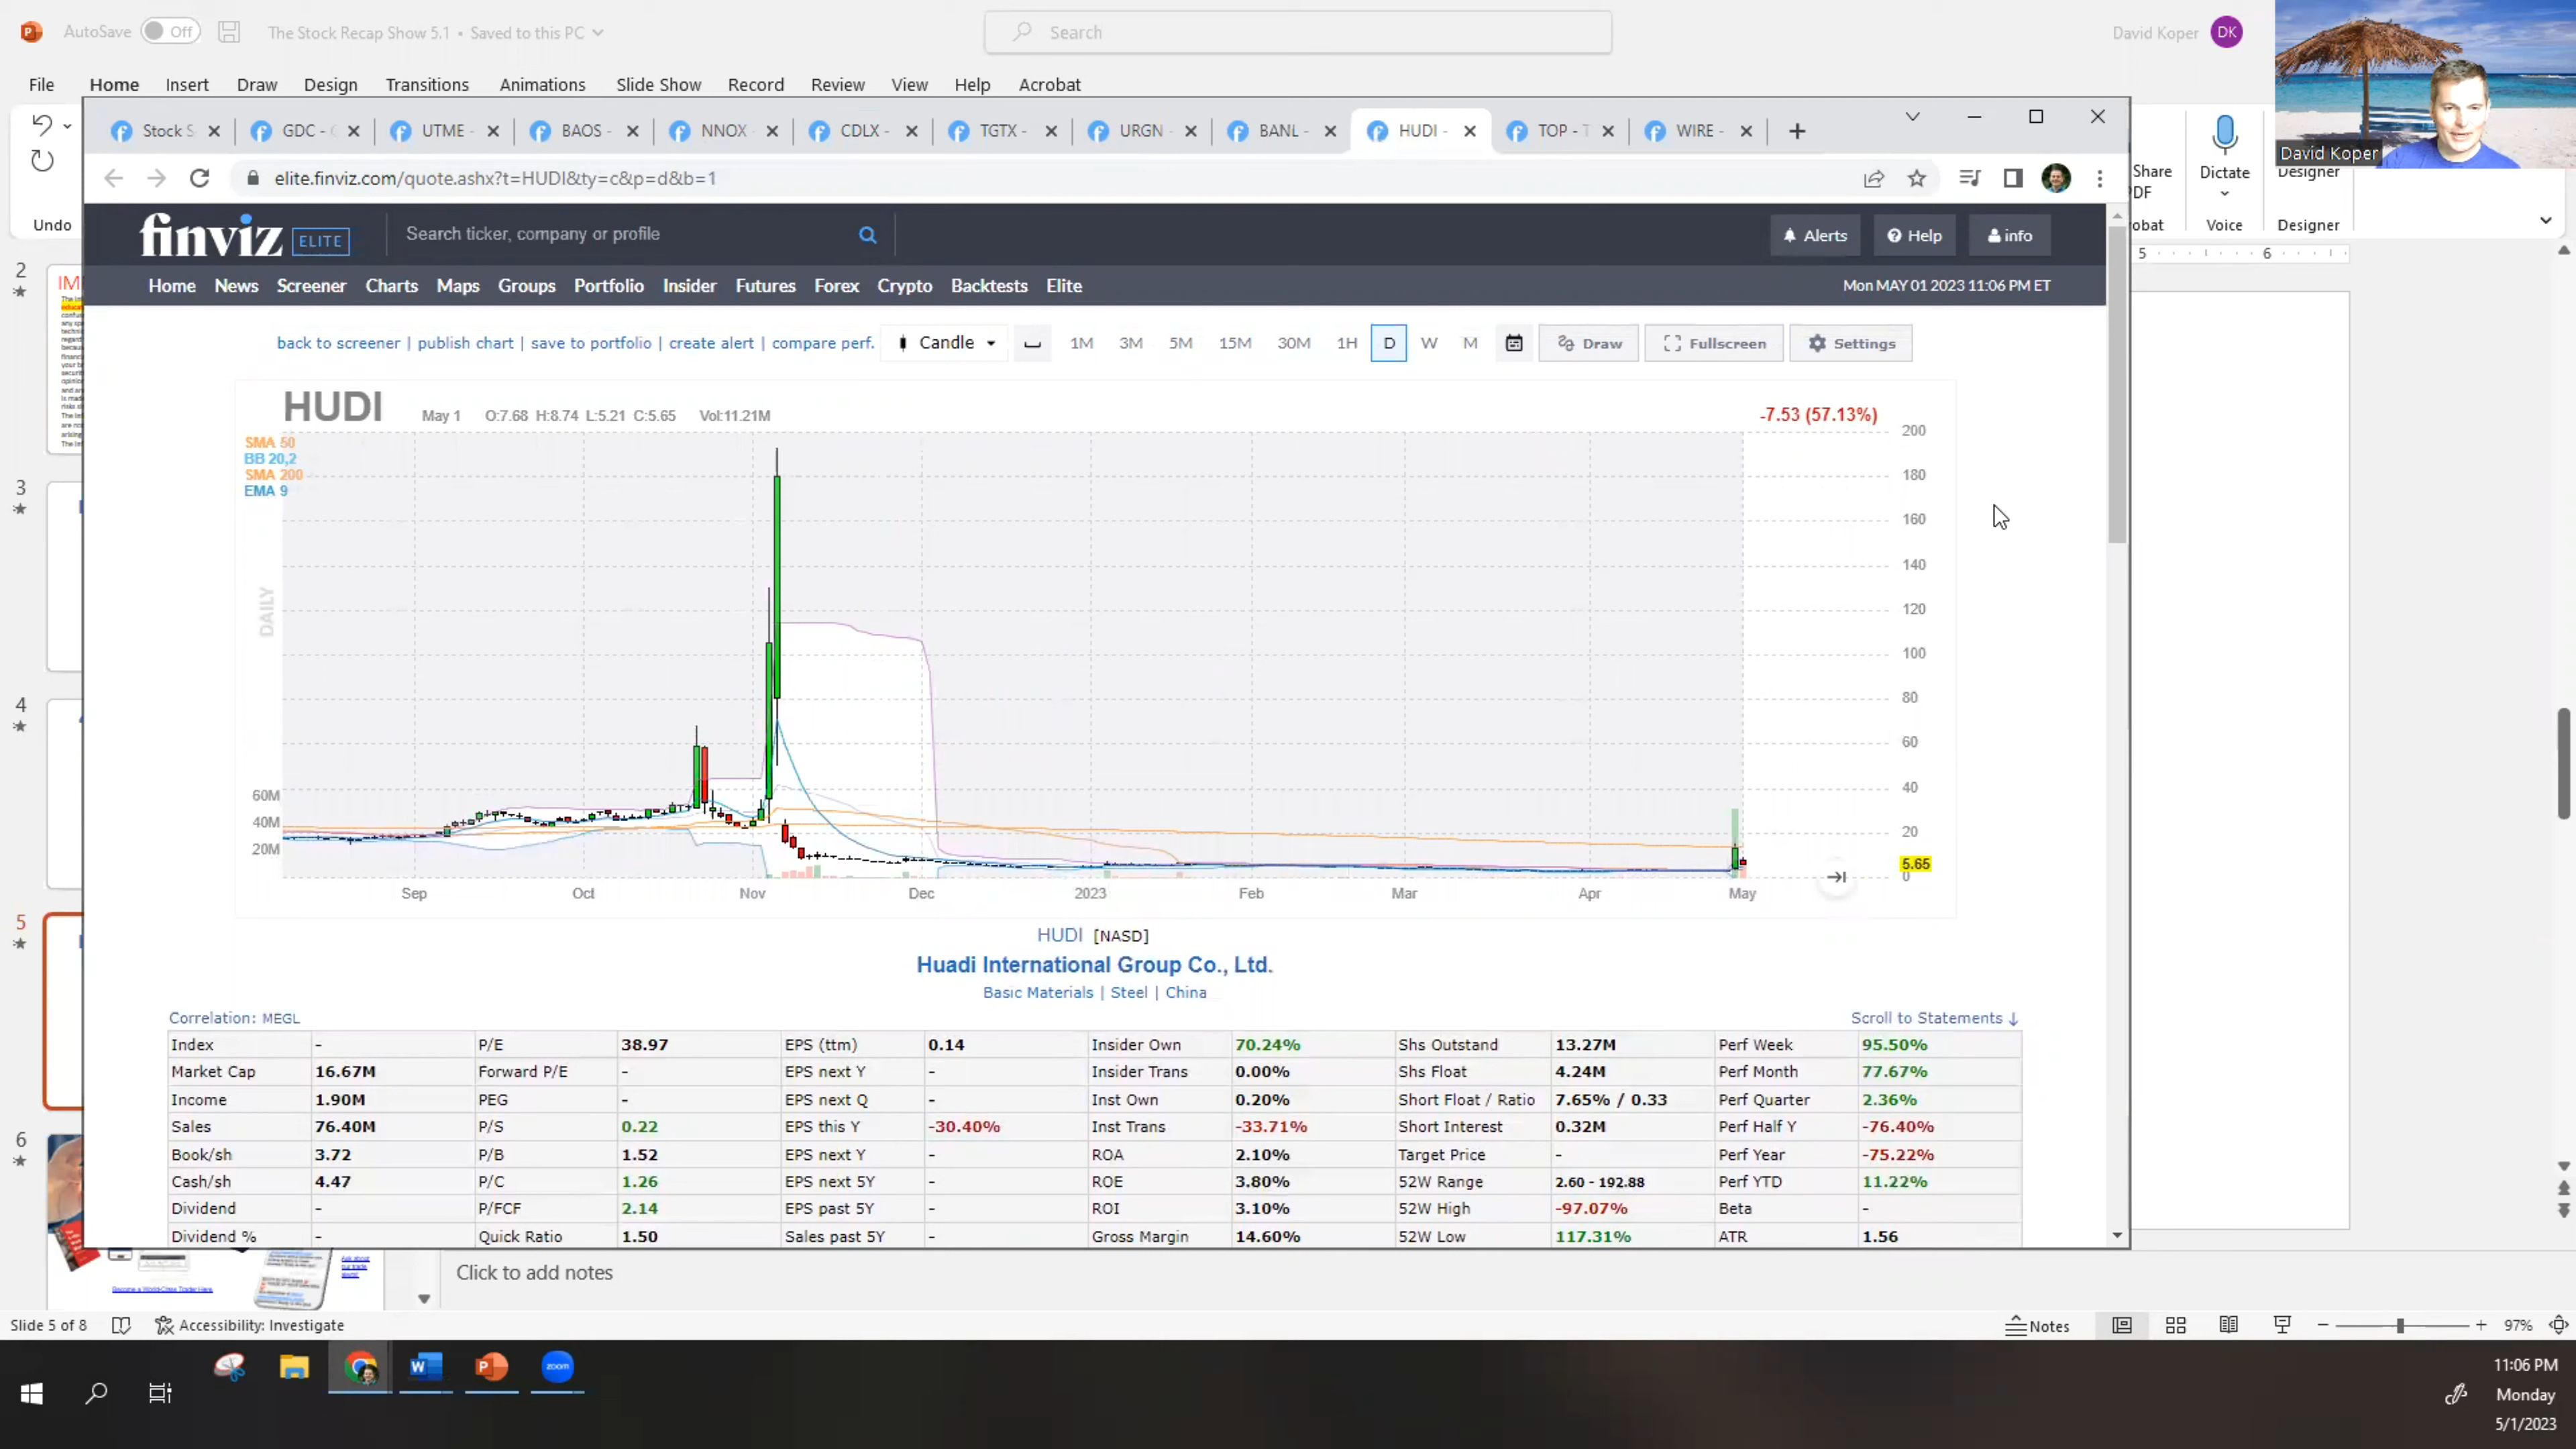 AutoSave Off The Stock Recap Show 5.1 • Saved to this PC Search David Koper DK
File Home Insert Draw Design Transitions Animations Slide Show Record Review View Help Acrobat
David Koper
Stock S GDC - UTME - BAOS - NNOX CDLX - TGTX - URGN - BANL - HUDI - TOP - T WIRE -
elite.finviz.com/quote.ashx?t=HUDI&ty=c&p=d&b=1
Undo
Share
PDF
Dictate
Designer
robat
Voice
Designer
5 6
finviz ELITE Search ticker, company or profile Alerts Help info
Home News Screener Charts Maps Groups Portfolio Insider Futures Forex Crypto Backtests Elite Mon MAY 01 2023 11:06 PM ET
back to screener | publish chart | save to portfolio | create alert | compare perf. Candle 1M 3M 5M 15M 30M 1H D W M Draw Fullscreen Settings
HUDI May 1 O:7.68 H:8.74 L:5.21 C:5.65 Vol:11.21M -7.53 (57.13%)
SMA 50
BB 20,2
SMA 200
EMA 9
DAILY
200
180
160
140
120
100
80
60
40
20
5.65
0
60M
40M
20M
Sep Oct Nov Dec 2023 Feb Mar Apr May
HUDI [NASD]
Huadi International Group Co., Ltd.
Basic Materials | Steel | China
Correlation: MEGL Scroll to Statements ↓
Index - P/E 38.97 EPS (ttm) 0.14 Insider Own 70.24% Shs Outstand 13.27M Perf Week 95.50%
Market Cap 16.67M Forward P/E - EPS next Y - Insider Trans 0.00% Shs Float 4.24M Perf Month 77.67%
Income 1.90M PEG - EPS next Q - Inst Own 0.20% Short Float / Ratio 7.65% / 0.33 Perf Quarter 2.36%
Sales 76.40M P/S 0.22 EPS this Y -30.40% Inst Trans -33.71% Short Interest 0.32M Perf Half Y -76.40%
Book/sh 3.72 P/B 1.52 EPS next Y - ROA 2.10% Target Price - Perf Year -75.22%
Cash/sh 4.47 P/C 1.26 EPS next 5Y - ROE 3.80% 52W Range 2.60 - 192.88 Perf YTD 11.22%
Dividend - P/FCF 2.14 EPS past 5Y - ROI 3.10% 52W High -97.07% Beta -
Dividend % - Quick Ratio 1.50 Sales past 5Y - Gross Margin 14.60% 52W Low 117.31% ATR 1.56
2
3
4
5
6
Become a World-Class Trader Here
Click to add notes
Slide 5 of 8 Accessibility: Investigate Notes 97%
zoom
11:06 PM
Monday
5/1/2023